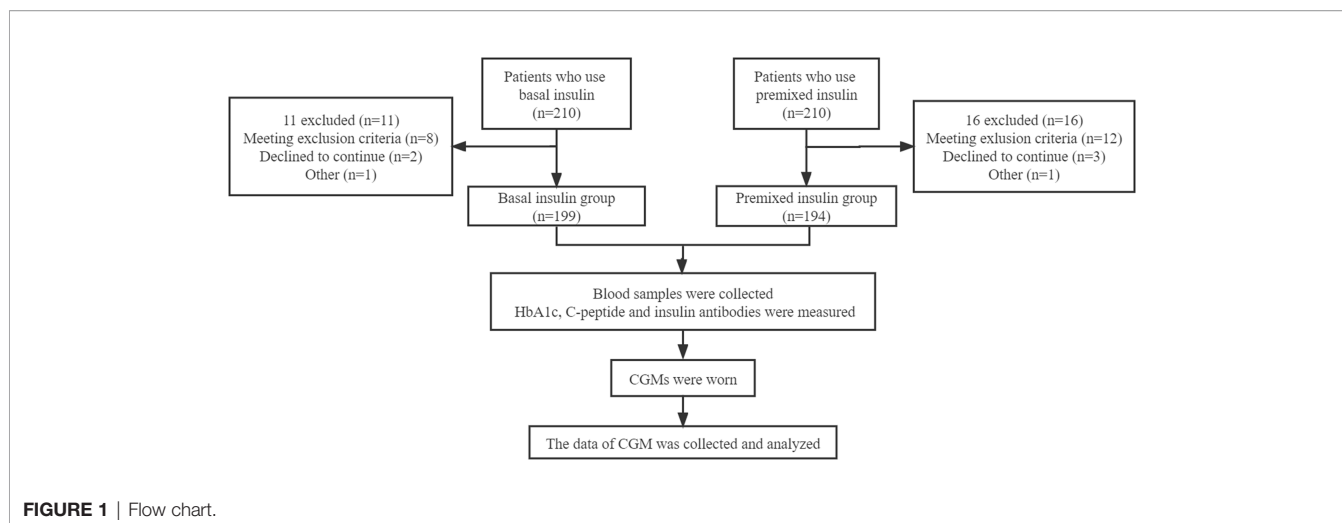 Patients who use
basal insulin
(n=210)
Patients who use
premixed insulin
(n=210)
11 excluded (n=11)
Meeting exclusion criteria (n=8)
Declined to continue (n=2)
Other (n=1)
16 excluded (n=16)
Meeting exlusion criteria (n=12)
Declined to continue (n=3)
Other (n=1)
Basal insulin group
(n=199)
Premixed insulin group
(n=194)
Blood samples were collected
HbA1c, C-peptide and insulin antibodies were measured
CGMs were worn
The data of CGM was collected and analyzed
FIGURE 1 | Flow chart.